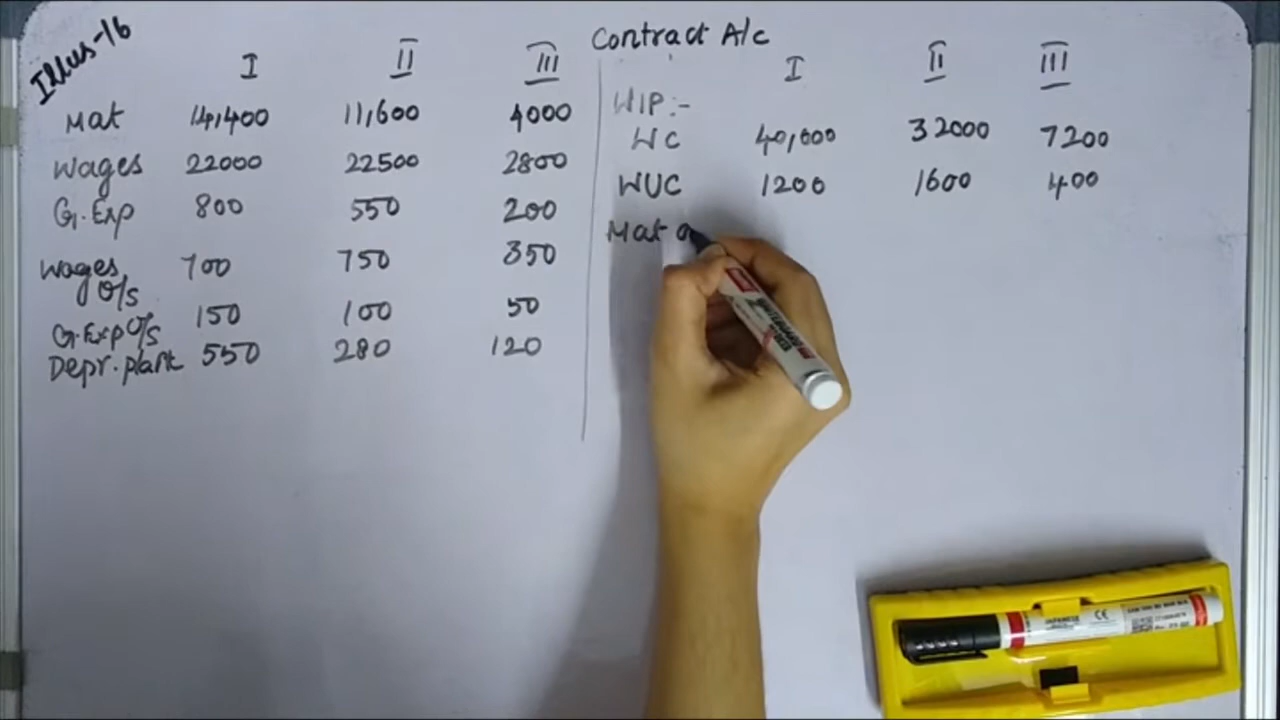 Illus-16
Contract A/c
I II III
Mat 14,400 11,600 4000
Wages 22000 22500 2800
G.Exp 800 550 200
Wages O/s 700 750 350
G.Exp O/s 150 100 50
Depr. plant 550 280 120
I II III
WIP:-
WC 40,000 32000 7200
WUC 1200 1600 400
Mat